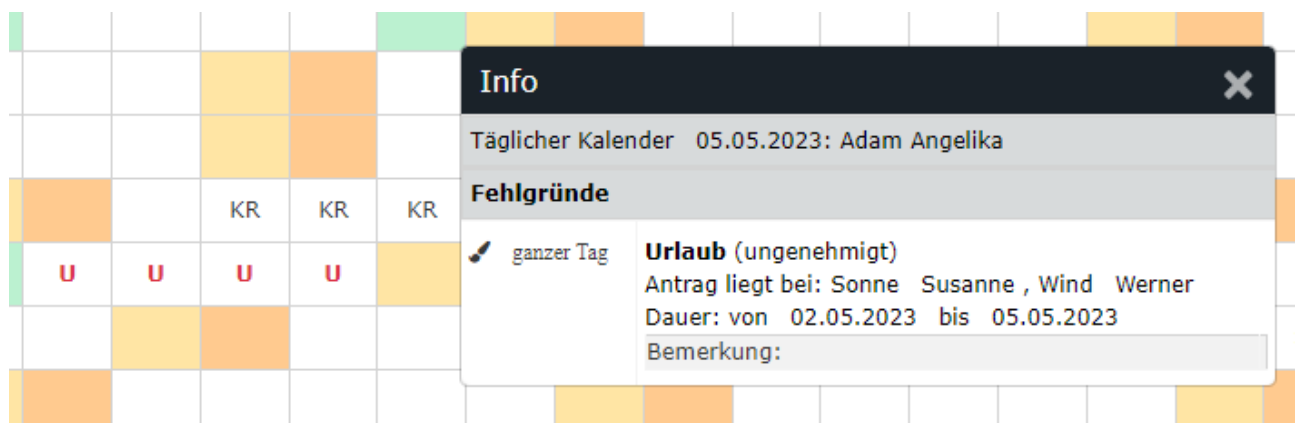 Info
Täglicher Kalender 05.05.2023: Adam Angelika
Fehlgründe
KR KR KR
ganzer Tag
Urlaub (ungenehmigt)
Antrag liegt bei: Sonne Susanne , Wind Werner
Dauer: von 02.05.2023 bis 05.05.2023
Bemerkung:
U U U U